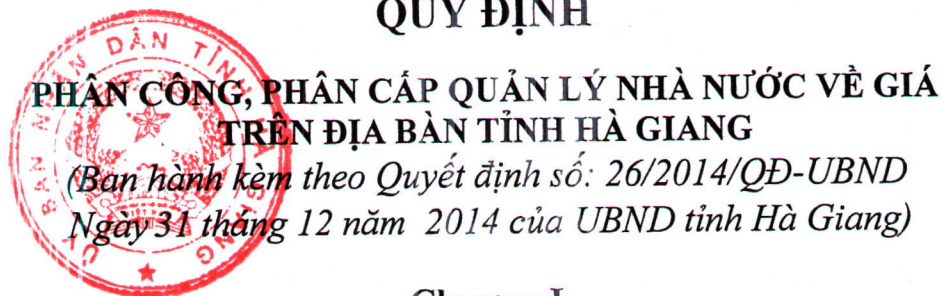 QUY ĐỊNH
PHÂN CÔNG, PHÂN CẤP QUẢN LÝ NHÀ NƯỚC VỀ GIÁ
TRÊN ĐỊA BÀN TỈNH HÀ GIANG
(Ban hành kèm theo Quyết định số: 26/2014/QĐ-UBND
Ngày 31 tháng 12 năm 2014 của UBND tỉnh Hà Giang)